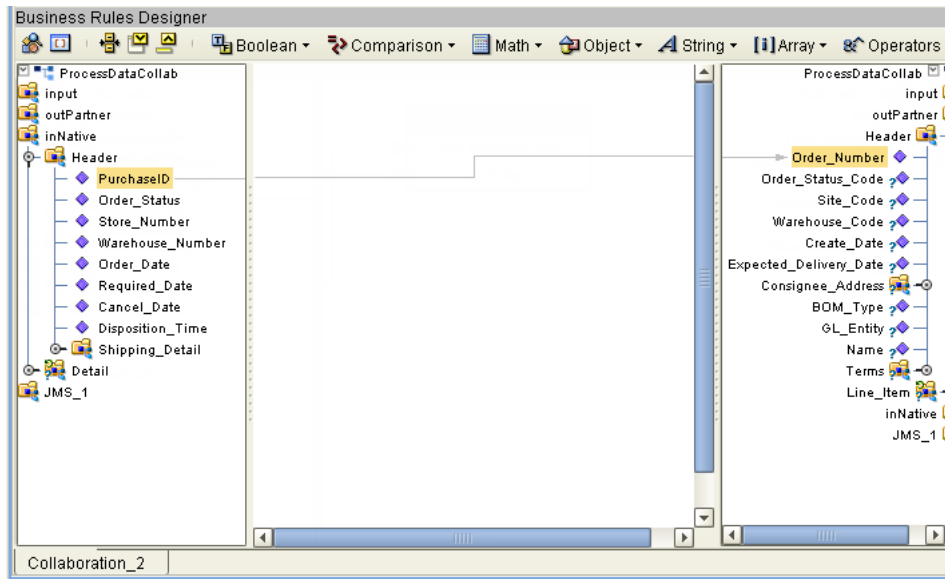 Business Rules Designer
Boolean Comparison Math Object String [i] Array Operators
ProcessDataCollab
input
outPartner
inNative
Header
PurchaseID
Order_Status
Store_Number
Warehouse_Number
Order_Date
Required_Date
Cancel_Date
Disposition_Time
Shipping_Detail
Detail
JMS_1
ProcessDataCollab
input
outPartner
Header
Order_Number
Order_Status_Code
Site_Code
Warehouse_Code
Create_Date
Expected_Delivery_Date
Consignee_Address
BOM_Type
GL_Entity
Name
Terms
Line_Item
inNative
JMS_1
Collaboration_2